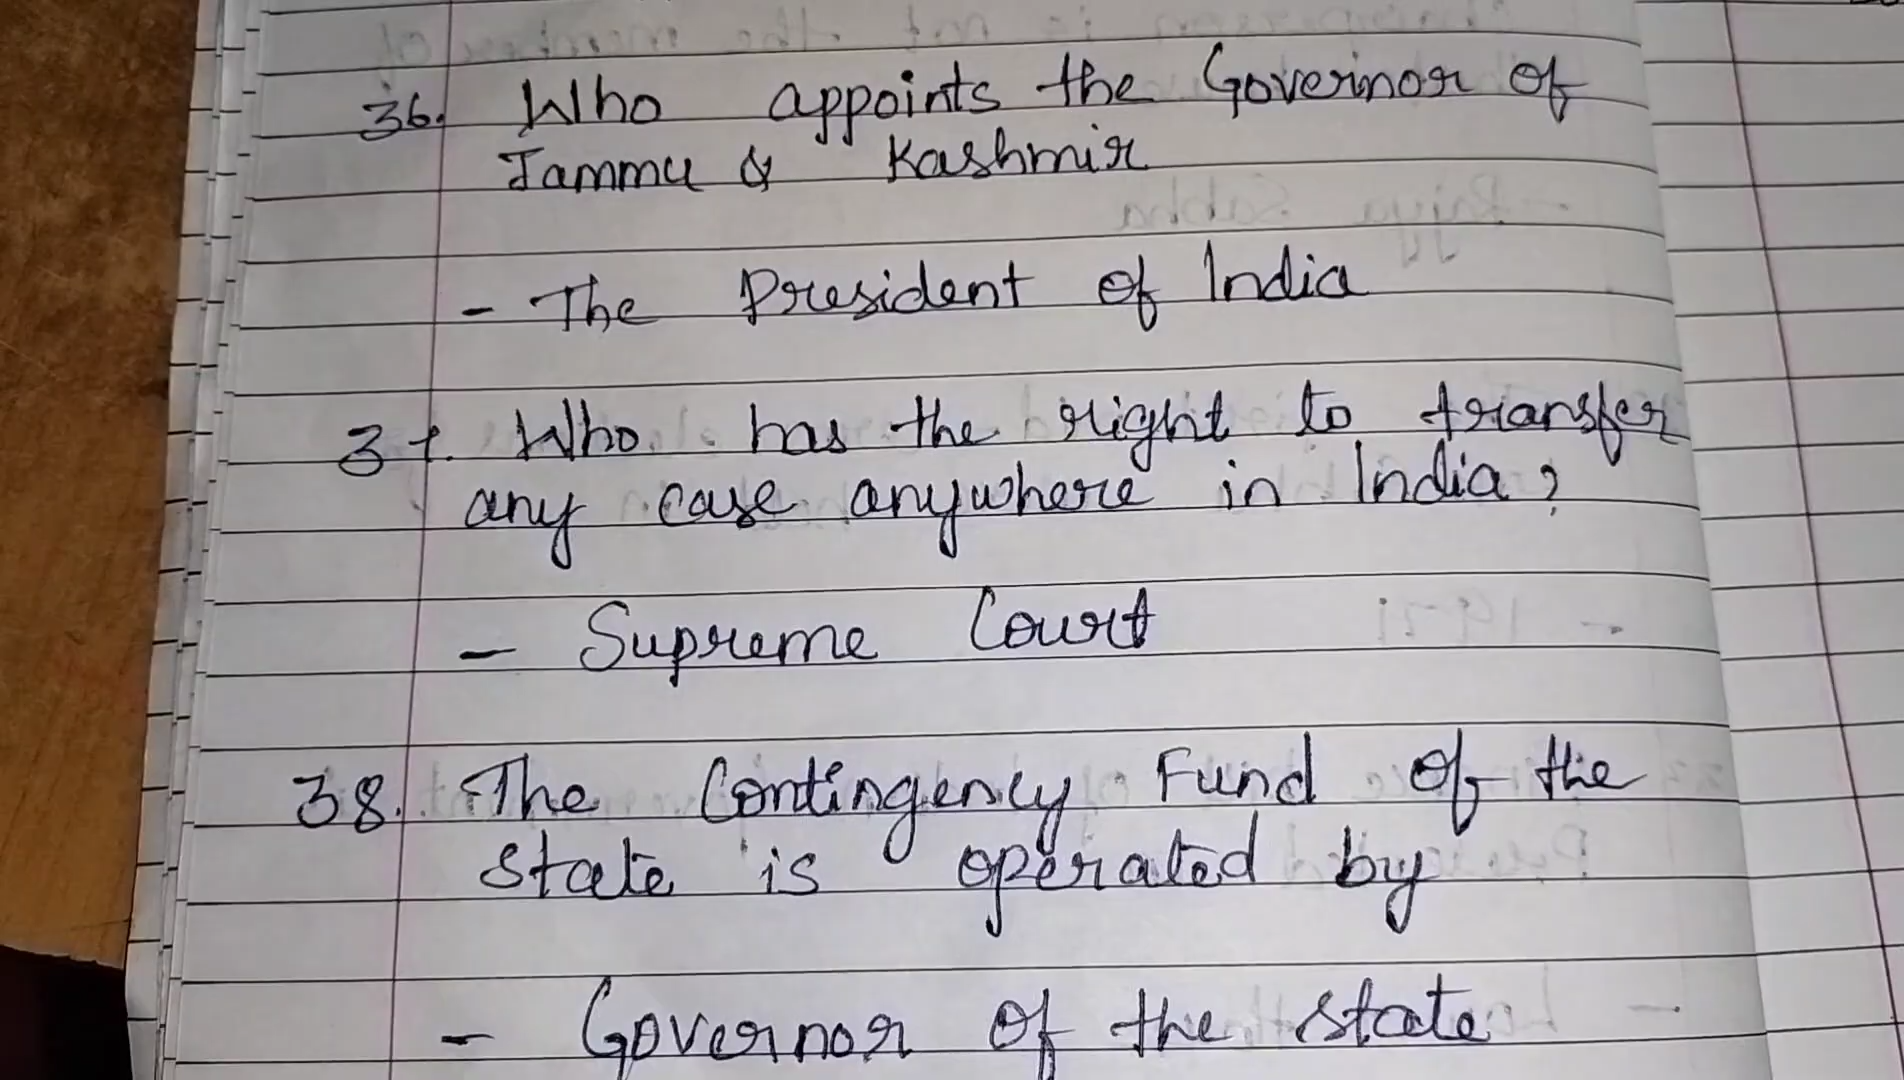 36. Who appoints the Governor of
Jammu & Kashmir
- The President of India
37. Who has the right to transfer
any case anywhere in India?
- Supreme Court
38. The Contingency Fund of the
state is operated by
- Governor of the state